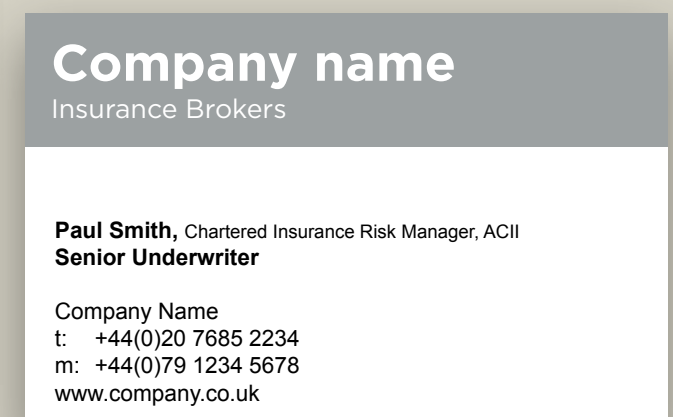 Company name
Insurance Brokers
Paul Smith, Chartered Insurance Risk Manager, ACII
Senior Underwriter
Company Name
t: +44(0)20 7685 2234
m: +44(0)79 1234 5678
www.company.co.uk